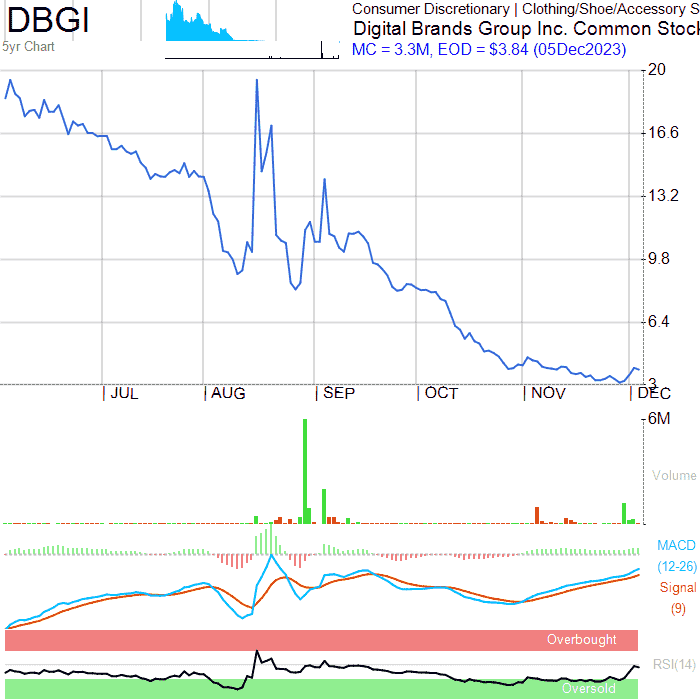 DBGI
5yr Chart
Consumer Discretionary | Clothing/Shoe/Accessory S
Digital Brands Group Inc. Common Stock
MC = 3.3M, EOD = $3.84 (05Dec2023)
20
16.6
13.2
9.8
6.4
3
JUL AUG SEP OCT NOV DEC
6M
Volume
MACD
(12-26)
Signal
(9)
Overbought
RSI(14)
Oversold